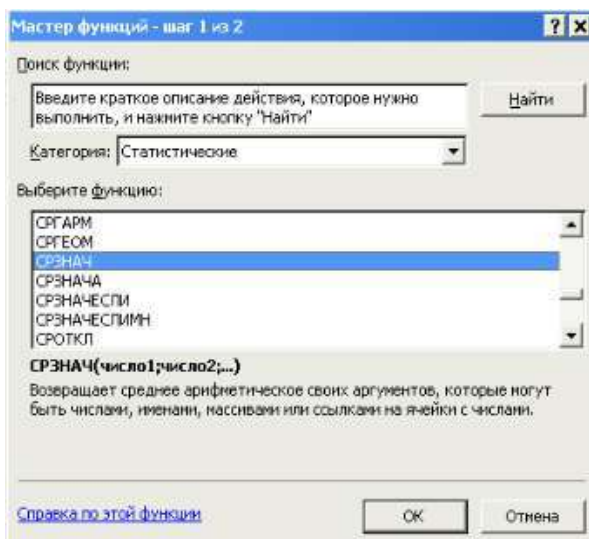 Мастер функций - шаг 1 из 2
Поиск функции:
Введите краткое описание действия, которое нужно
выполнить, и нажмите кнопку "Найти"
Найти
Категория: Статистические
Выберите функцию:
СРГАРМ
СРГЕОМ
СРЗНАЧ
СРЗНАЧА
СРЗНАЧЕСЛИ
СРЗНАЧЕСЛИМН
СРОТКЛ
СРЗНАЧ(число1;число2;...)
Возвращает среднее арифметическое своих аргументов, которые могут
быть числами, именами, массивами или ссылками на ячейки с числами.
Справка по этой функции
ОК
Отмена